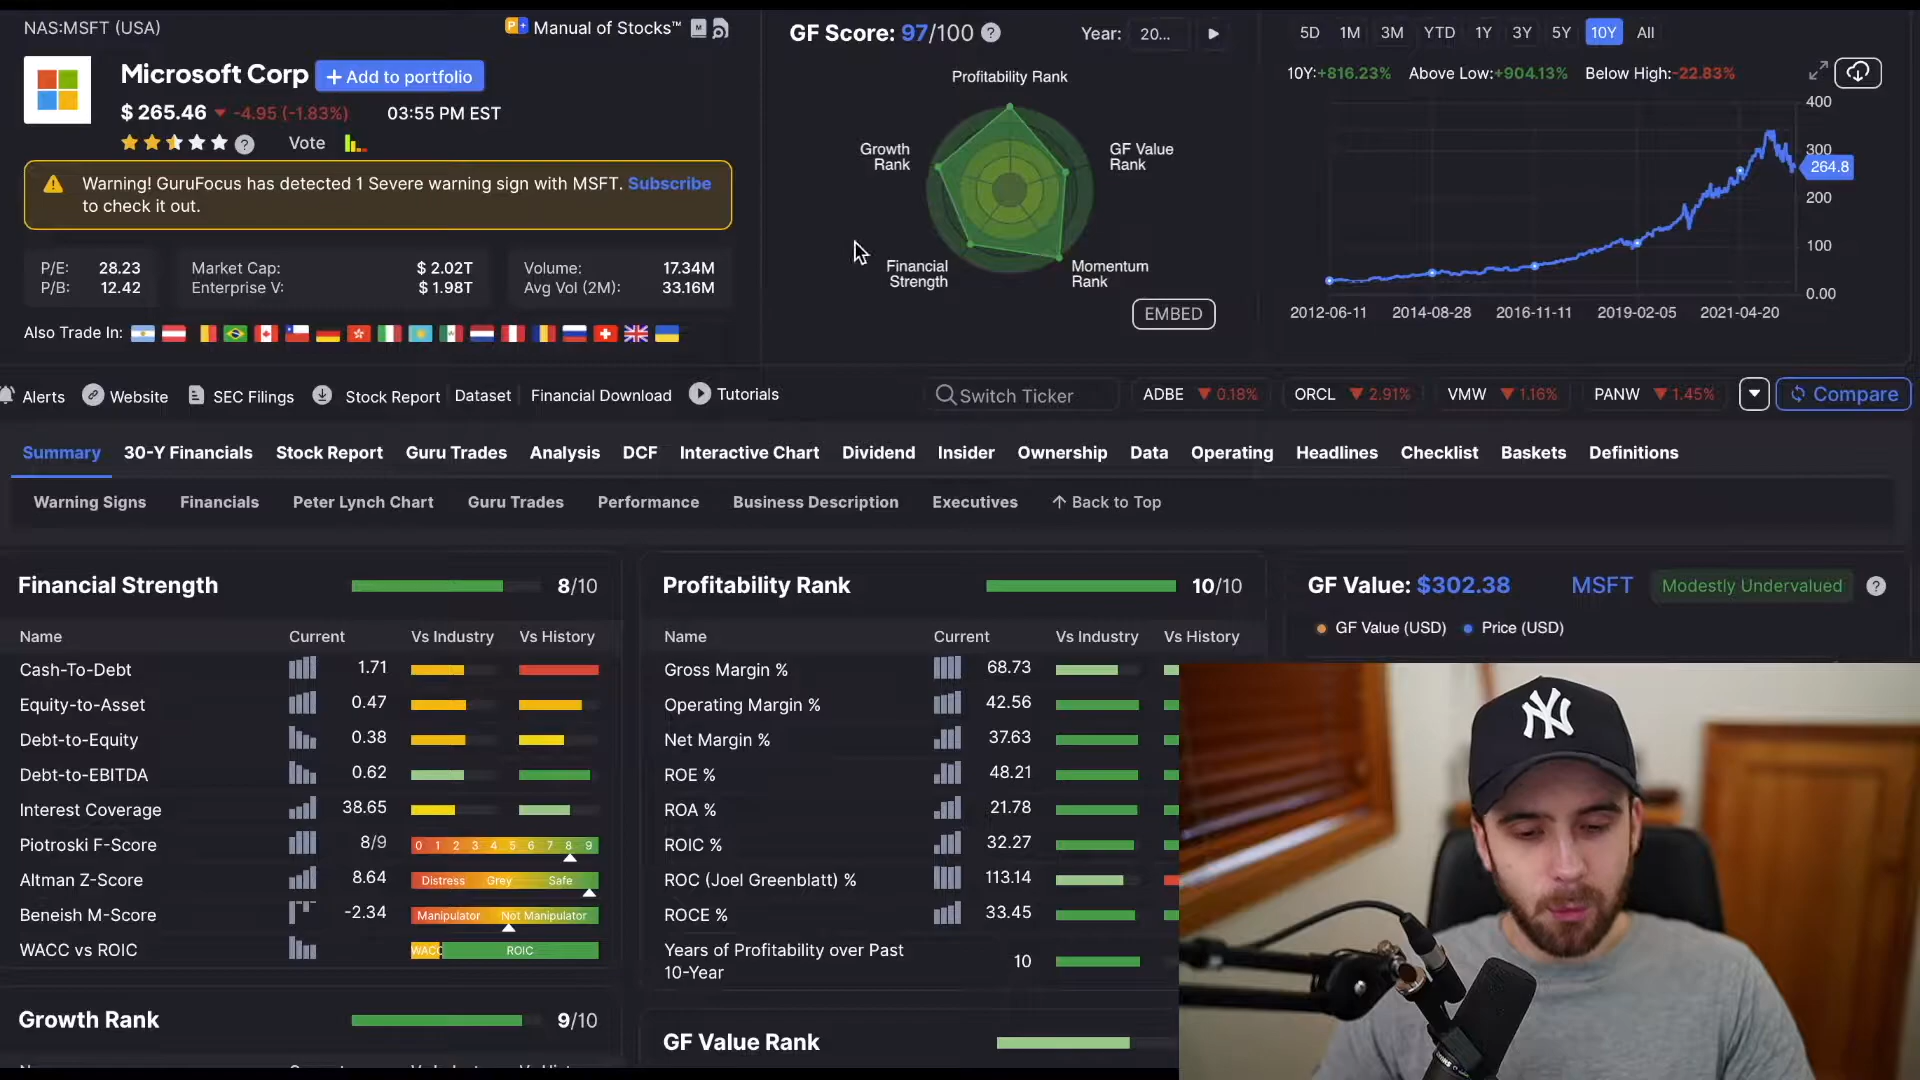 NAS:MSFT (USA)
Manual of Stocks™
Microsoft Corp
+ Add to portfolio
$ 265.46 -4.95 (-1.83%) 03:55 PM EST
Vote
Warning! GuruFocus has detected 1 Severe warning sign with MSFT. Subscribe
to check it out.
P/E: 28.23
P/B: 12.42
Market Cap: $ 2.02T
Enterprise V: $ 1.98T
Volume: 17.34M
Avg Vol (2M): 33.16M
Also Trade In:
GF Score: 97/100
Year: 20...
Profitability Rank
Growth
Rank
GF Value
Rank
Financial
Strength
Momentum
Rank
EMBED
5D 1M 3M YTD 1Y 3Y 5Y 10Y All
10Y:+816.23% Above Low:+904.13% Below High:-22.83%
400
300
264.8
200
100
0.00
2012-06-11 2014-08-28 2016-11-11 2019-02-05 2021-04-20
Alerts Website SEC Filings Stock Report Dataset Financial Download Tutorials
Switch Ticker
ADBE 0.18% ORCL 2.91% VMW 1.16% PANW 1.45%
Compare
Summary 30-Y Financials Stock Report Guru Trades Analysis DCF Interactive Chart Dividend Insider Ownership Data Operating Headlines Checklist Baskets Definitions
Warning Signs Financials Peter Lynch Chart Guru Trades Performance Business Description Executives Back to Top
Financial Strength 8/10
Name Current Vs Industry Vs History
Cash-To-Debt 1.71
Equity-to-Asset 0.47
Debt-to-Equity 0.38
Debt-to-EBITDA 0.62
Interest Coverage 38.65
Piotroski F-Score 8/9 0 1 2 3 4 5 6 7 8 9
Altman Z-Score 8.64 Distress Grey Safe
Beneish M-Score -2.34 Manipulator Not Manipulator
WACC vs ROIC WACC ROIC
Growth Rank 9/10
Profitability Rank 10/10
Name Current Vs Industry Vs History
Gross Margin % 68.73
Operating Margin % 42.56
Net Margin % 37.63
ROE % 48.21
ROA % 21.78
ROIC % 32.27
ROC (Joel Greenblatt) % 113.14
ROCE % 33.45
Years of Profitability over Past
10-Year 10
GF Value Rank
GF Value: $302.38 MSFT Modestly Undervalued
GF Value (USD) Price (USD)
NY